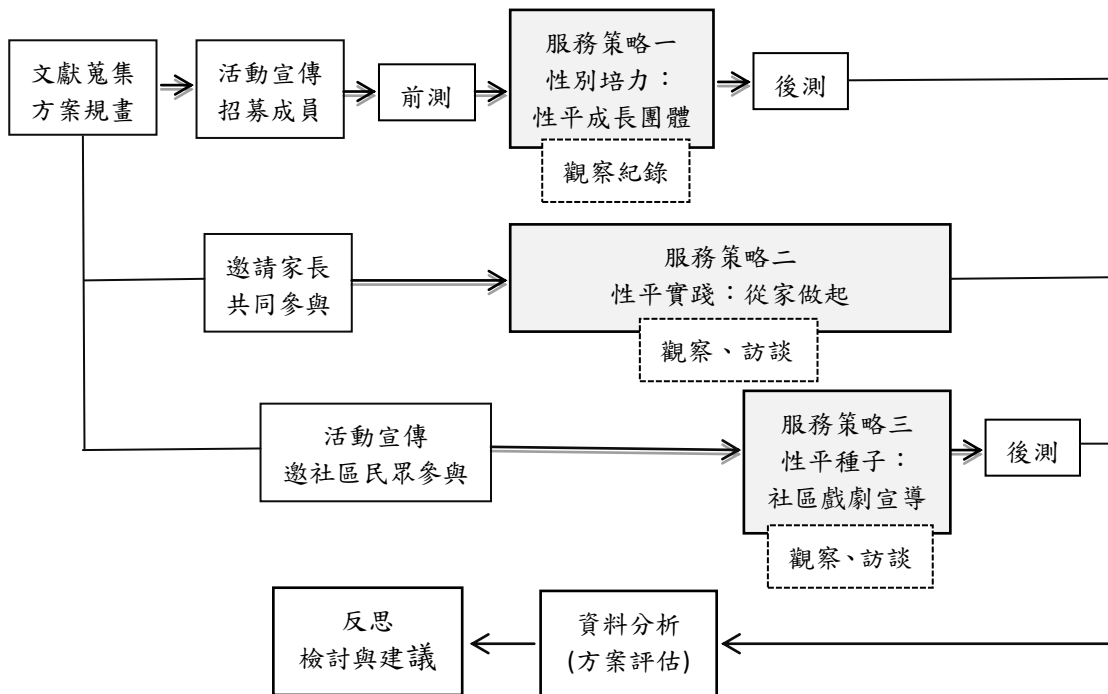 文獻蒐集
方案規畫
活動宣傳
招募成員
前測
服務策略一
性別培力：
性平成長團體
觀察紀錄
後測
邀請家長
共同參與
服務策略二
性平實踐：從家做起
觀察、訪談
活動宣傳
邀社區民眾參與
服務策略三
性平種子：
社區戲劇宣導
觀察、訪談
後測
反思
檢討與建議
資料分析
(方案評估)